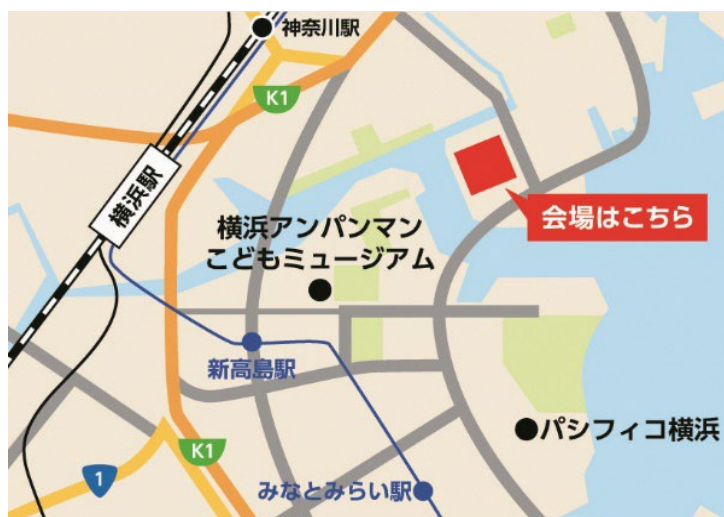 神奈川駅
K1
横浜駅
会場はこちら
横浜アンパンマン
こどもミュージアム
新高島駅
パシフィコ横浜
K1
1
みなとみらい駅